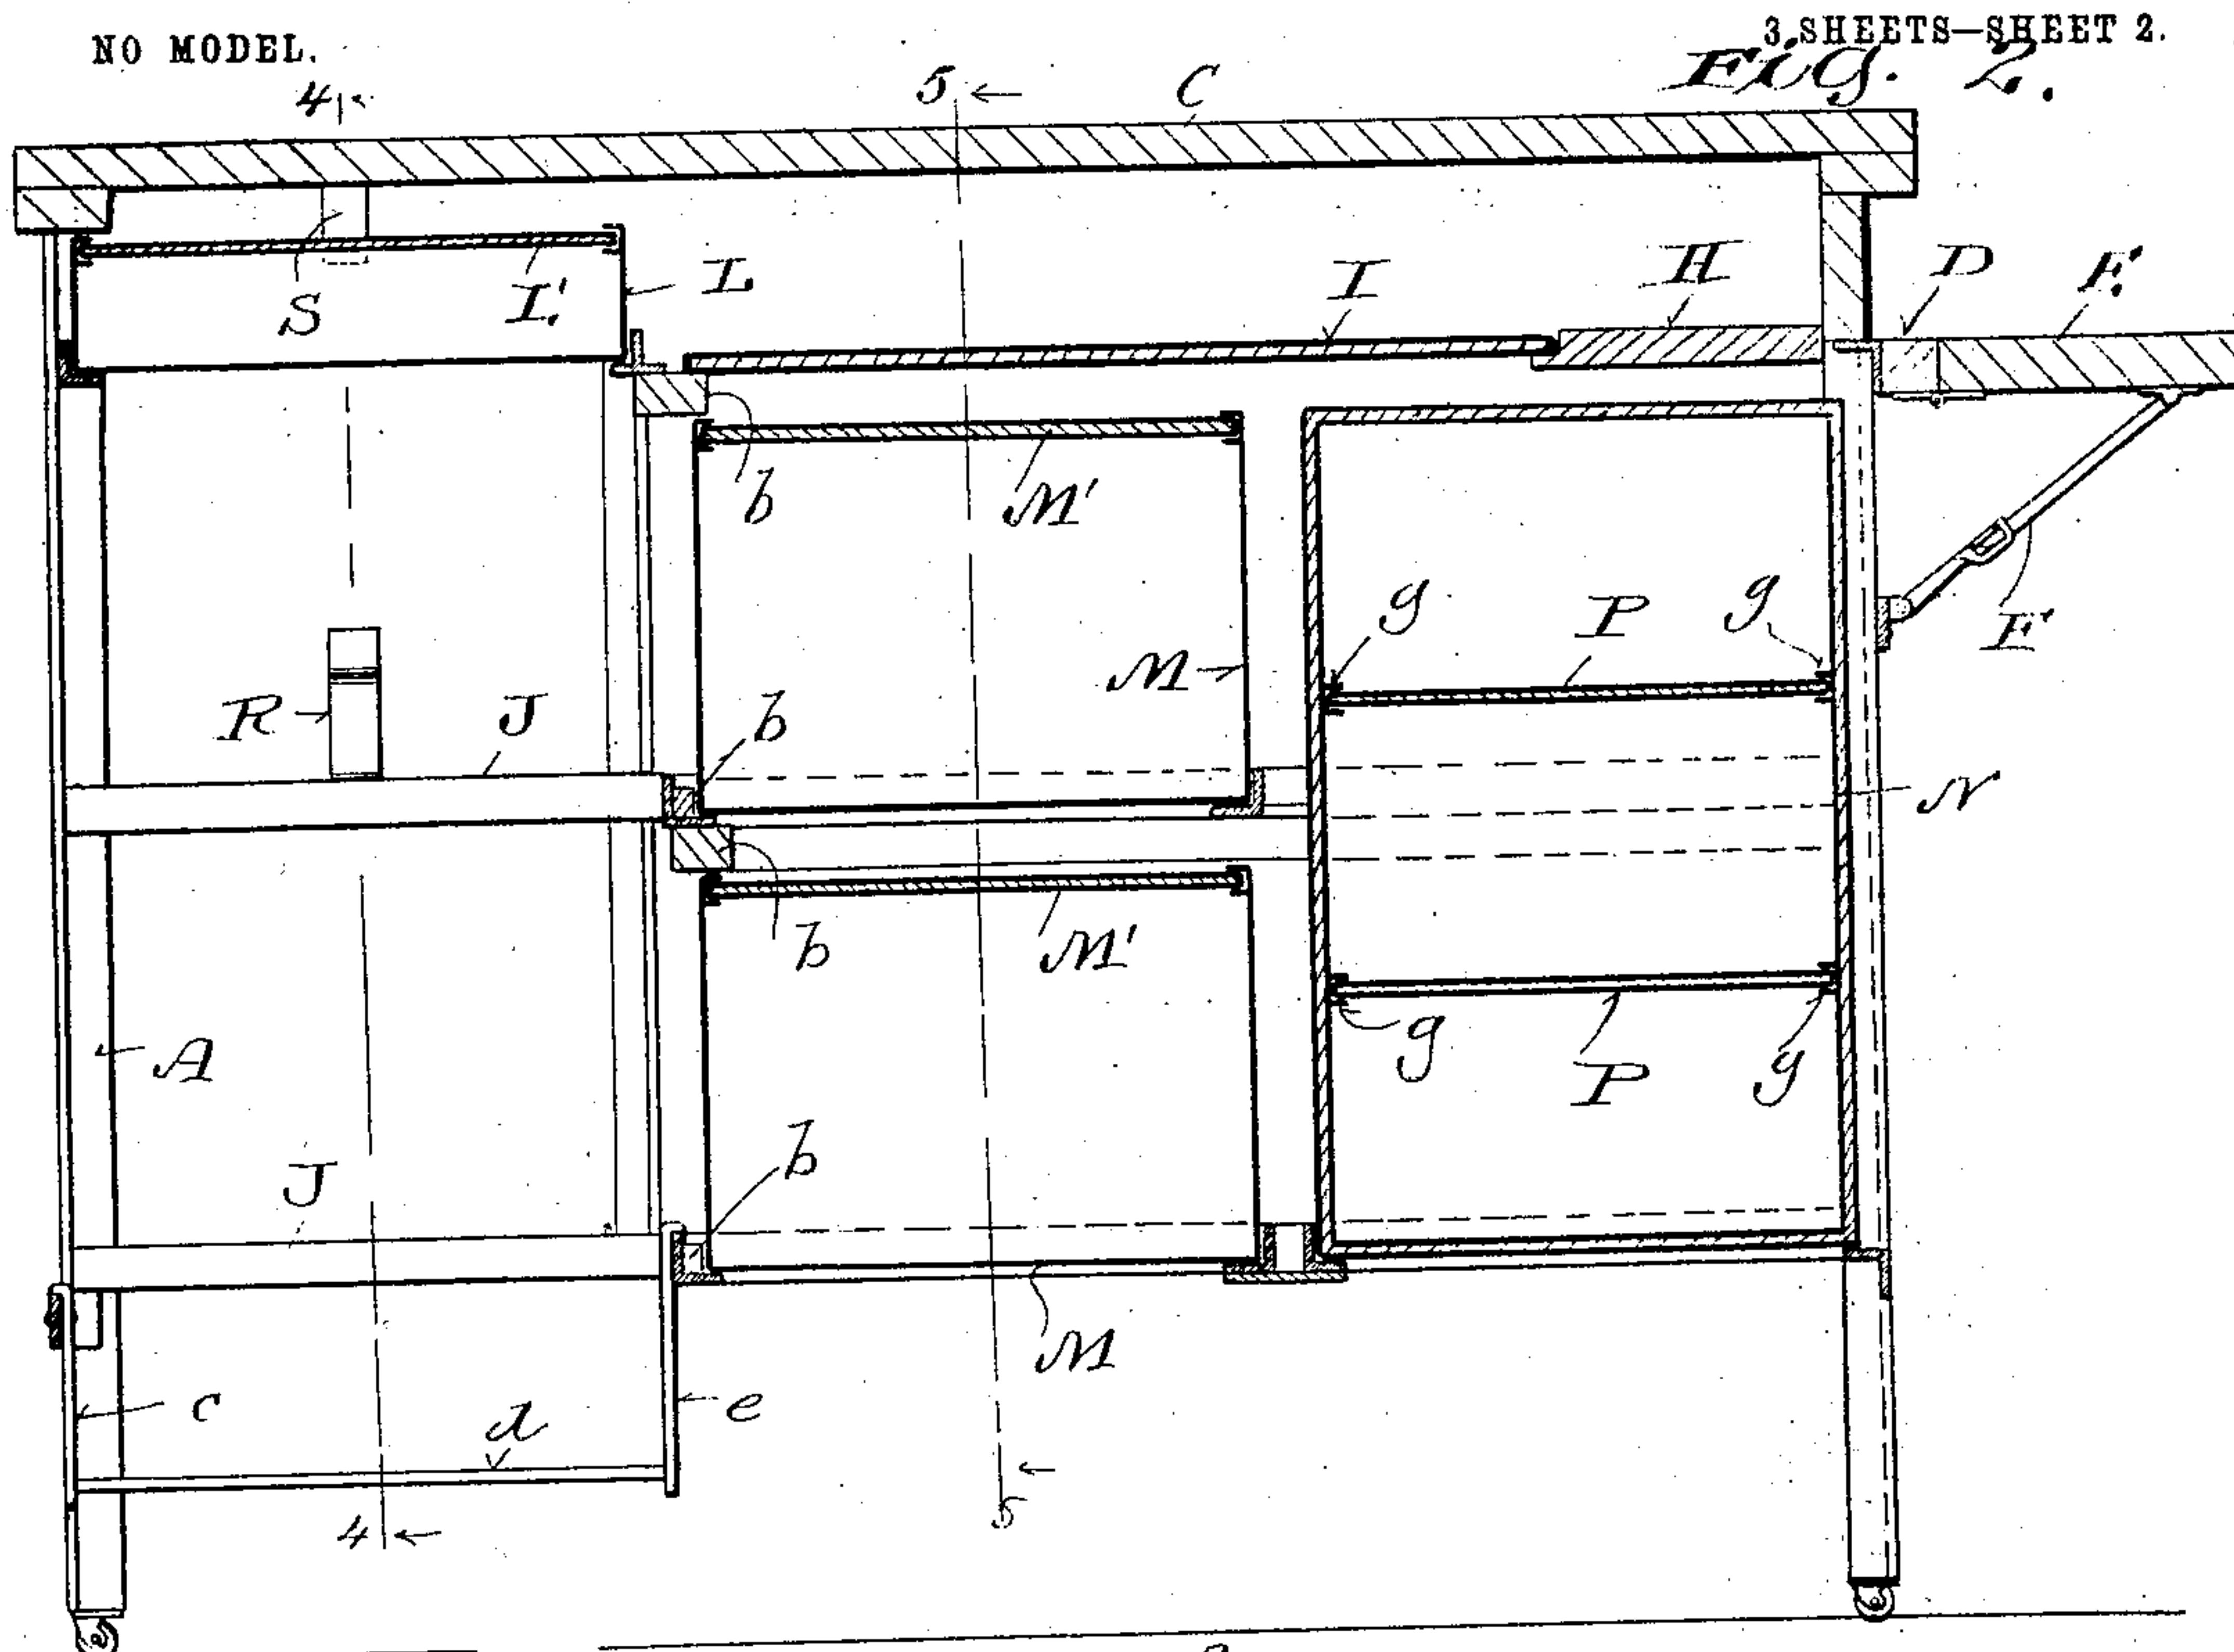 NO MODEL.
3 SHEETS—SHEET 2.
Fig. 2.
4
5
C
S
L'
L
I
H
D
E
b
M'
g
P
g
F
R
J
b
M
N
b
M'
A
g
P
g
J
b
M
c
d
e
4
5